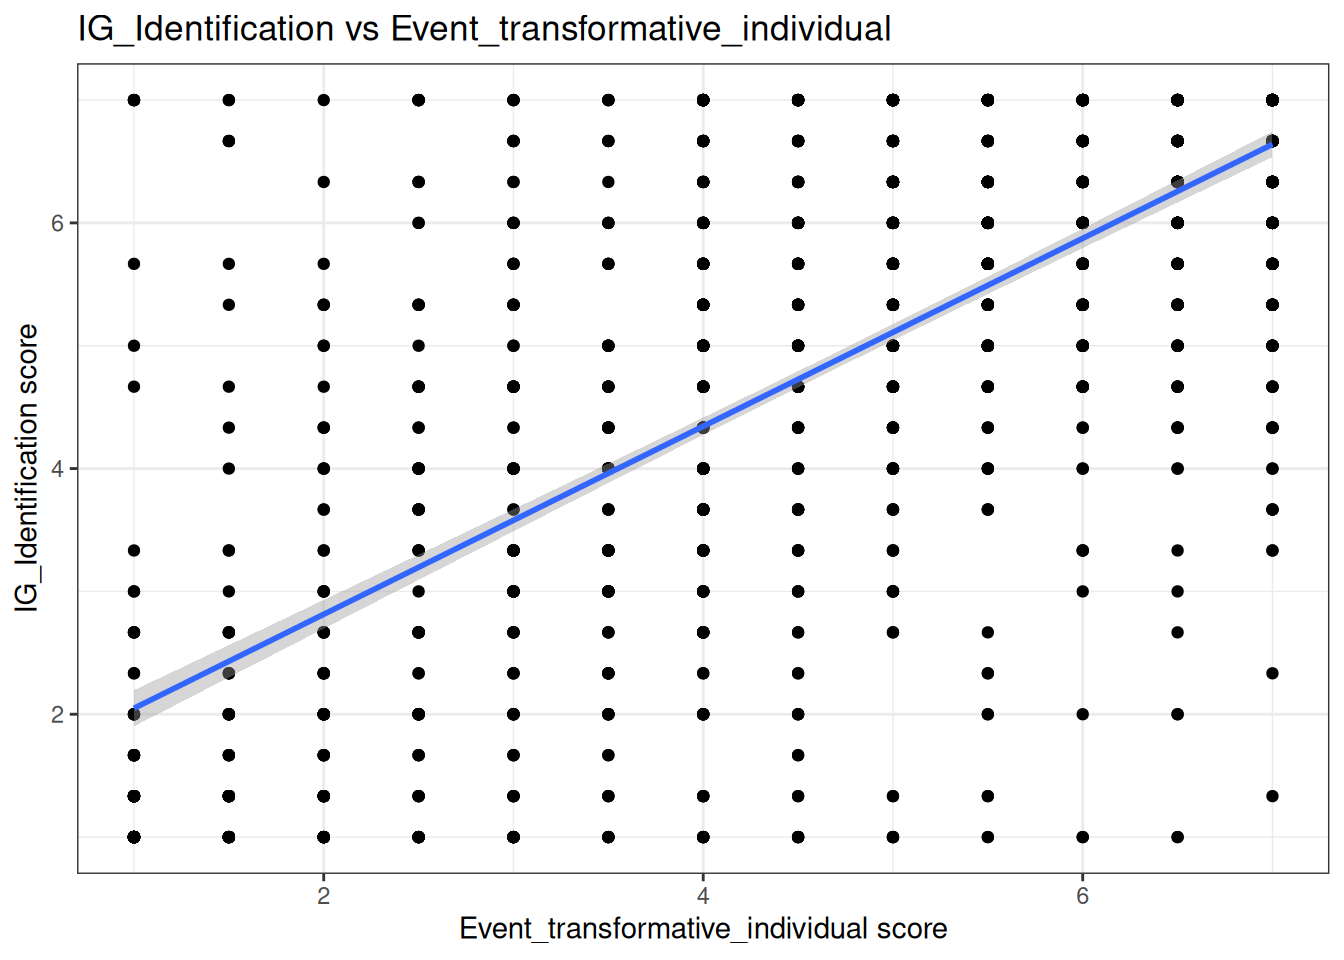 IG_Identification vs Event_transformative_individual
IG_Identification score
6
4
2
2
4
6
Event_transformative_individual score